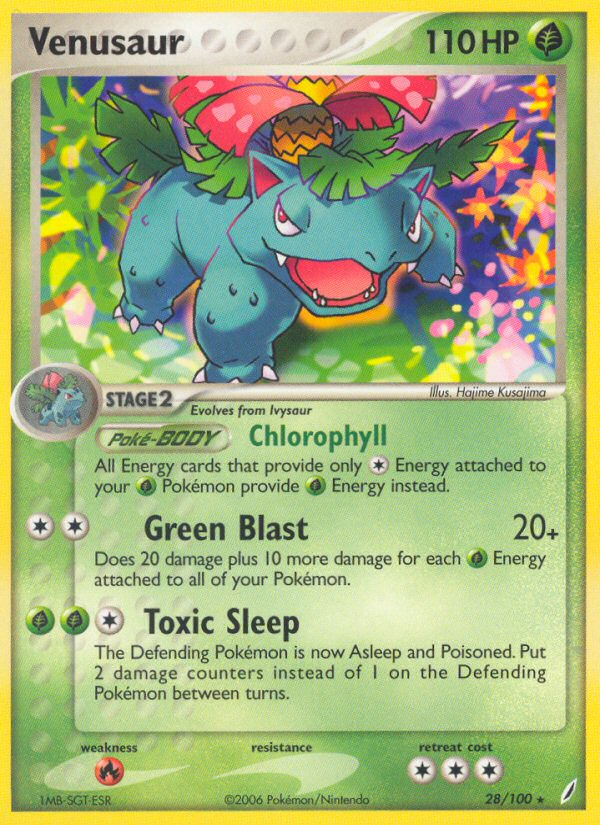 Venusaur 110 HP
Illus. Hajime Kusajima
STAGE 2
Evolves from Ivysaur
Poké-BODY Chlorophyll
All Energy cards that provide only Energy attached to
your Pokémon provide Energy instead.
Green Blast 20+
Does 20 damage plus 10 more damage for each Energy
attached to all of your Pokémon.
Toxic Sleep
The Defending Pokémon is now Asleep and Poisoned. Put
2 damage counters instead of 1 on the Defending
Pokémon between turns.
weakness resistance retreat cost
1MB-SGT-ESR ©2006 Pokémon/Nintendo 28/100 ★